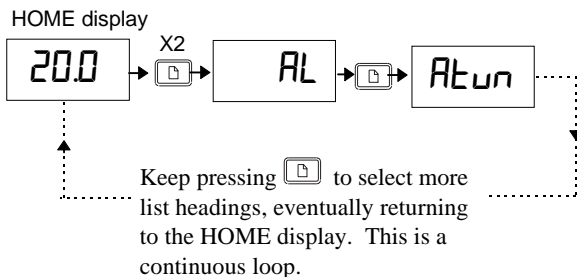 HOME display
X2
20.0 AL Atun
Keep pressing to select more
list headings, eventually returning
to the HOME display. This is a
continuous loop.